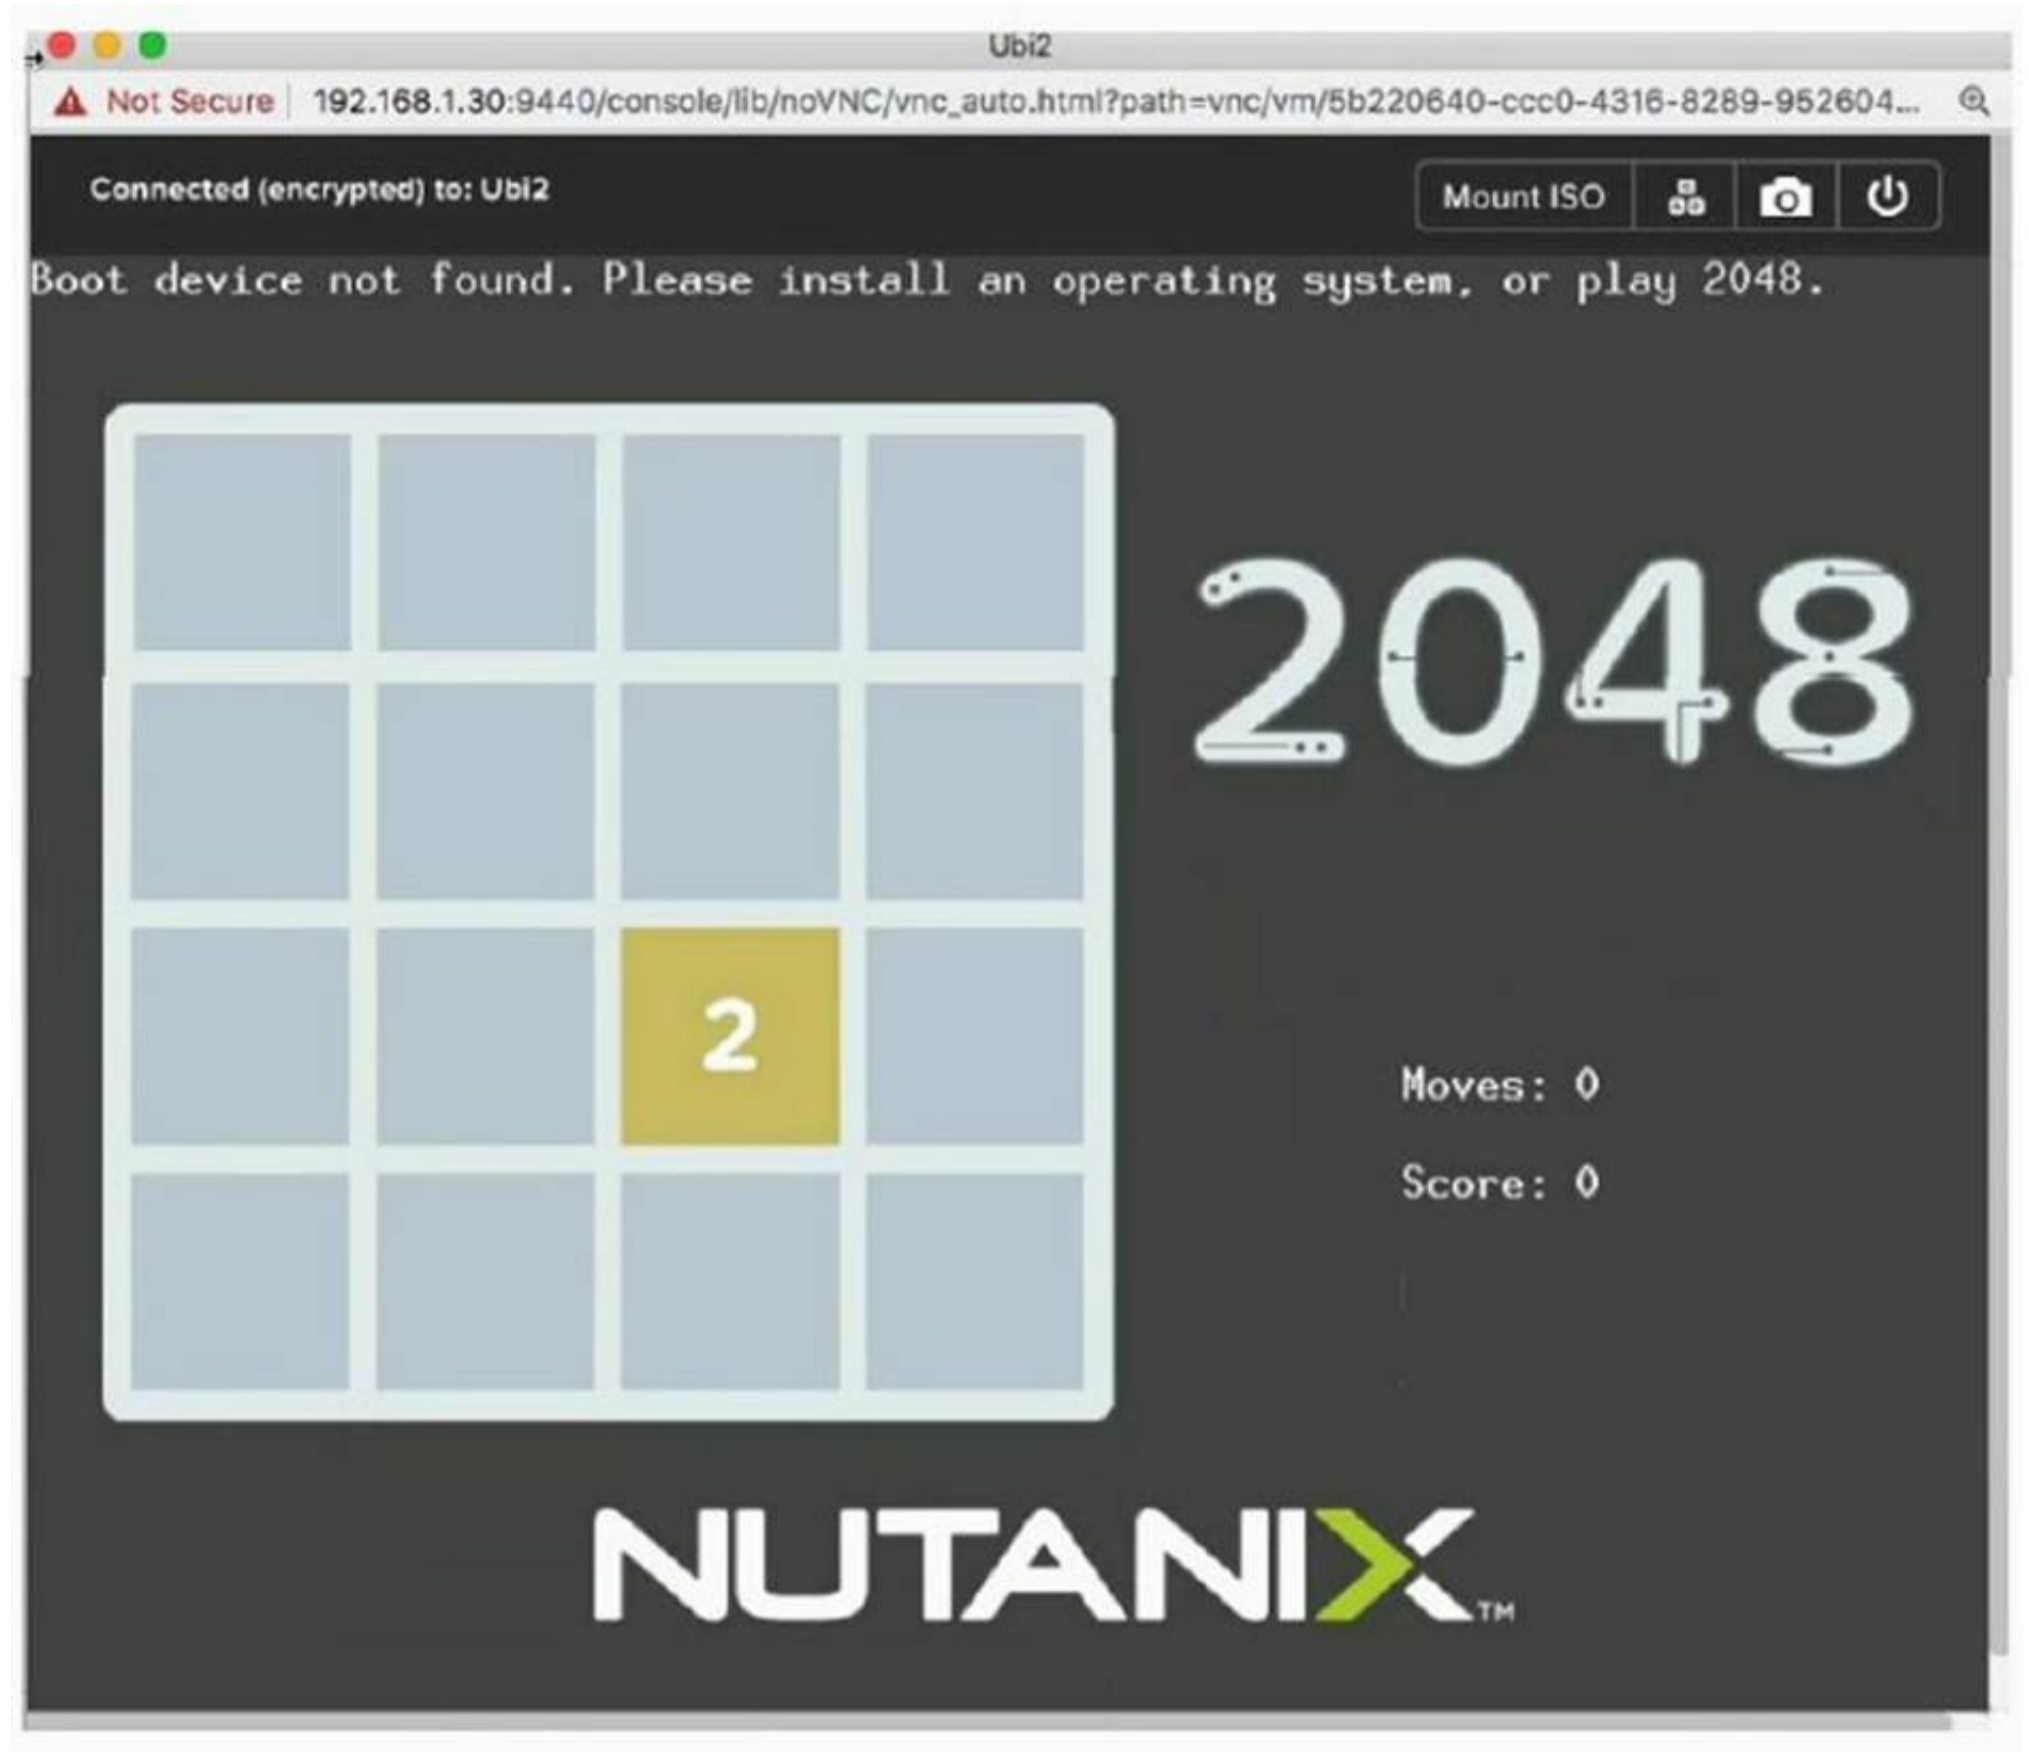 Ubi2
Not Secure 192.168.1.30:9440/console/lib/noVNC/vnc_auto.html?path=vnc/vm/5b220640-ccc0-4316-8289-952604...
Connected (encrypted) to: Ubi2
Mount ISO
Boot device not found. Please install an operating system, or play 2048.
2048
2
Moves: 0
Score: 0
NUTANIX™